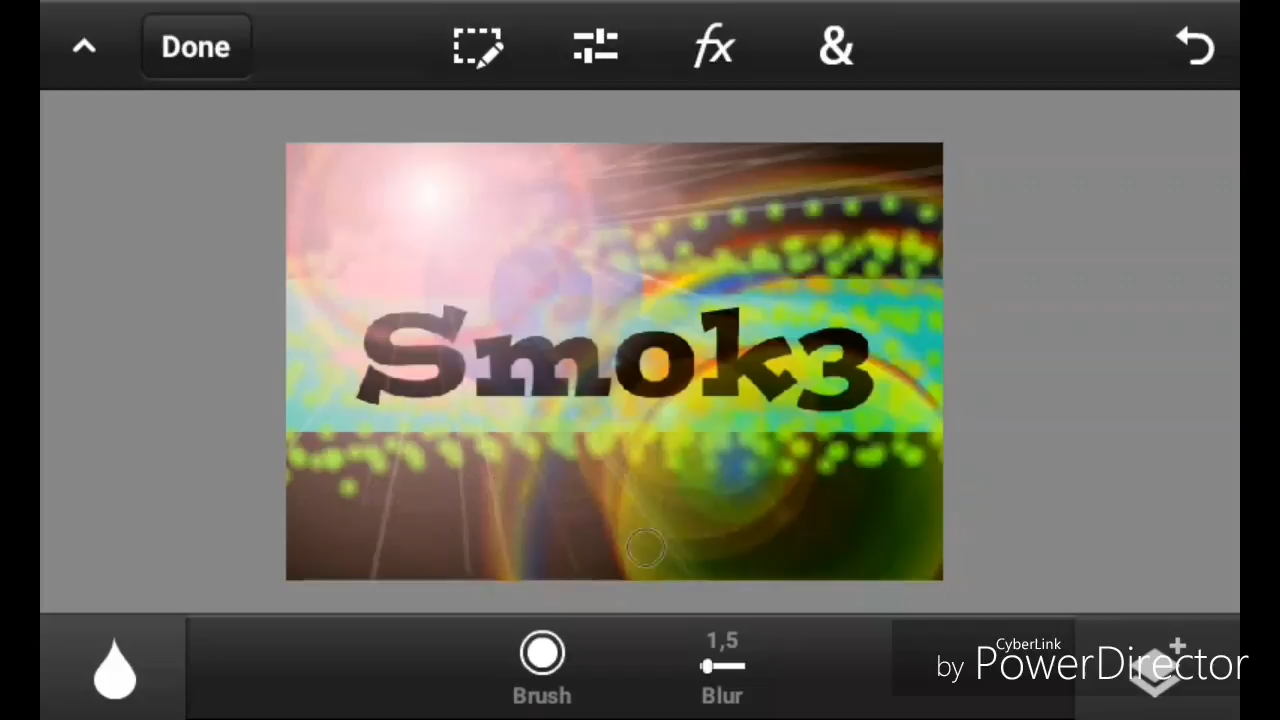 Done
fx
&
Smok3
1,5
Brush
Blur
CyberLink
by PowerDirector